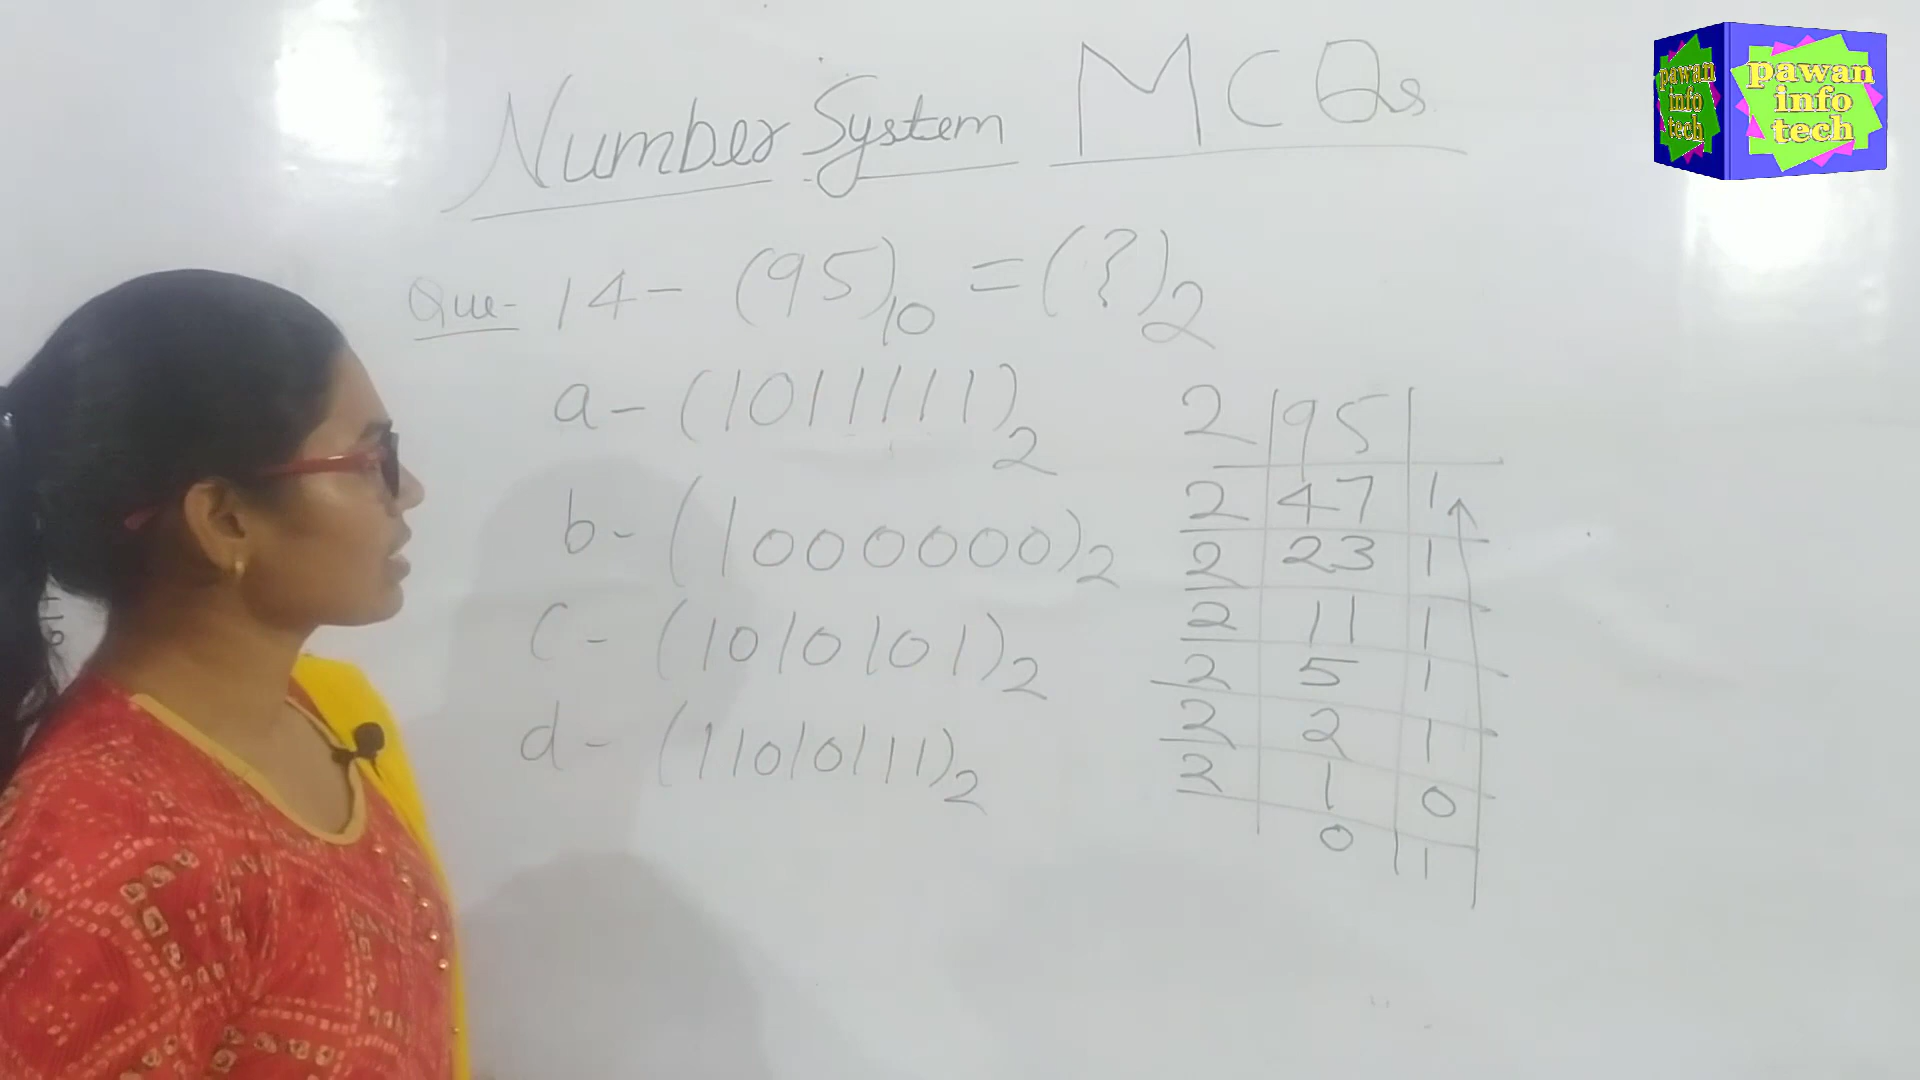 Number System MCQs
Que- 14- (95)10 = (?)2
a- (1011111)2
b- (1000000)2
c- (1010101)2
d- (11010111)2
2 | 95 |
2 | 47 | 1
2 | 23 | 1
2 | 11 | 1
2 | 5 | 1
2 | 2 | 1
2 | 1 | 0
0 | 1
pawan
info
tech
pawan
info
tech